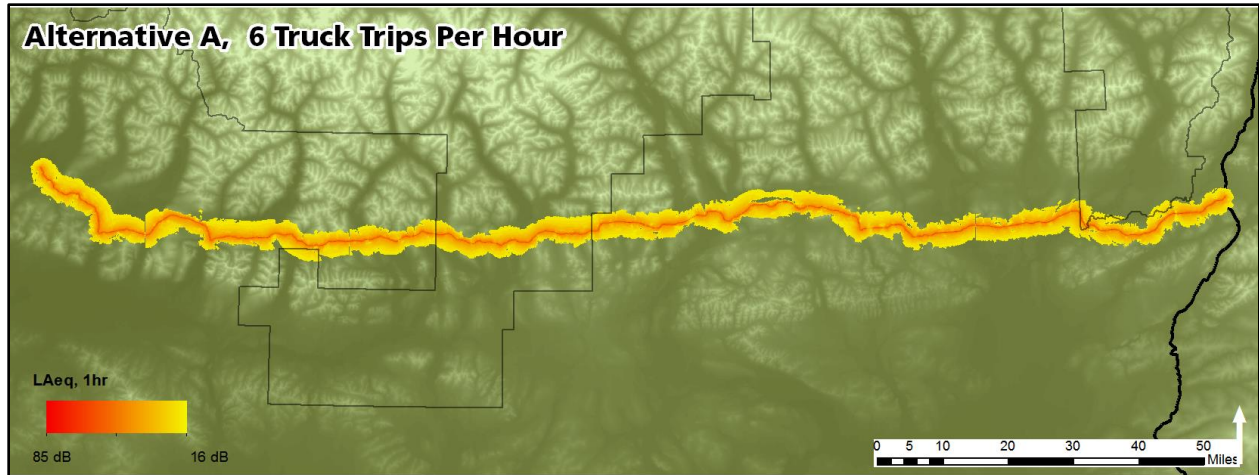 Alternative A,  6 Truck Trips Per Hour
LAeq, 1hr
85 dB 16 dB
0 5 10 20 30 40 50
Miles